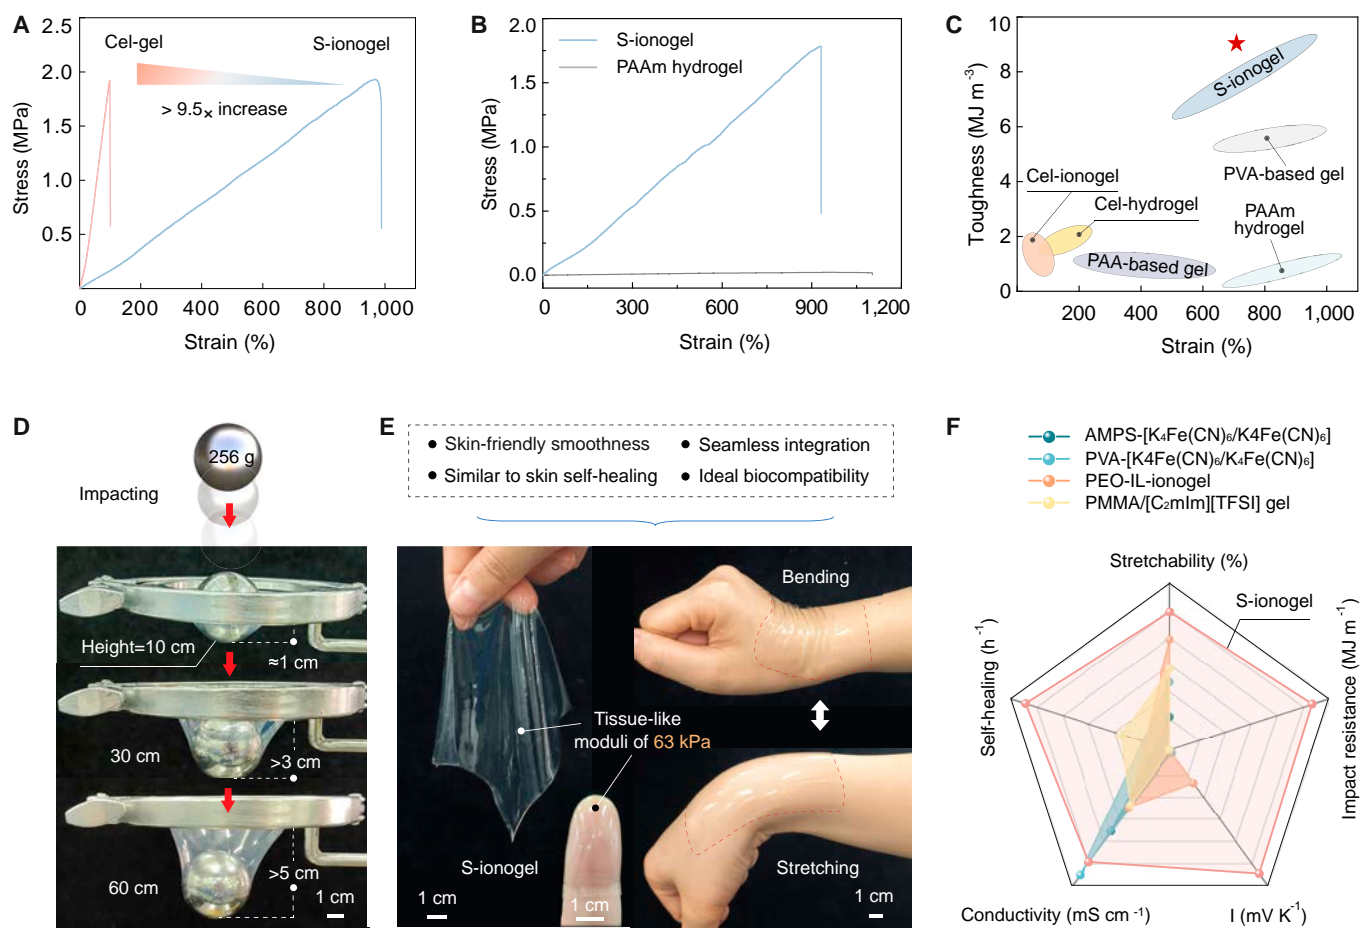 A
Cel-gel
S-ionogel
> 9.5× increase
Stress (MPa)
2.5
2.0
1.5
1.0
0.5
0 200 400 600 800 1,000
Strain (%)
B
S-ionogel
PAAm hydrogel
Stress (MPa)
2.0
1.5
1.0
0.5
0.0
0 300 600 900 1,200
Strain (%)
C
Toughness (MJ m⁻³)
10
8
6
4
2
0
200 400 600 800 1,000
Strain (%)
S-ionogel
PVA-based gel
Cel-ionogel
Cel-hydrogel
PAAm
hydrogel
PAA-based gel
D
256 g
Impacting
Height=10 cm
≈1 cm
30 cm
>3 cm
60 cm
>5 cm
1 cm
E
Skin-friendly smoothness
Seamless integration
Similar to skin self-healing
Ideal biocompatibility
Bending
Tissue-like
moduli of 63 kPa
S-ionogel
Stretching
1 cm
1 cm
1 cm
F
AMPS-[K₄Fe(CN)₆/K4Fe(CN)₆]
PVA-[K4Fe(CN)₆/K₄Fe(CN)₆]
PEO-IL-ionogel
PMMA/[C₂mIm][TFSI] gel
Stretchability (%)
S-ionogel
Self-healing (h⁻¹)
Impact resistance (MJ m⁻¹)
Conductivity (mS cm⁻¹)
I (mV K⁻¹)